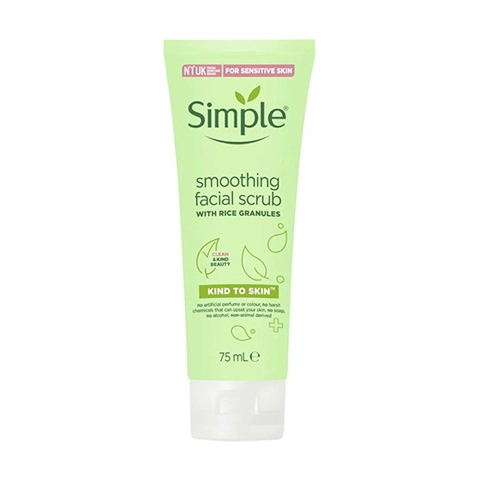 N°1 UK
FOR SENSITIVE SKIN
Simple®
smoothing
facial scrub
WITH RICE GRANULES
CLEAN
& KIND
BEAUTY
KIND TO SKIN™
no artificial perfume or colour, no harsh
chemicals that can upset your skin, no soap,
no alcohol, non-animal derived
75 mL ℮